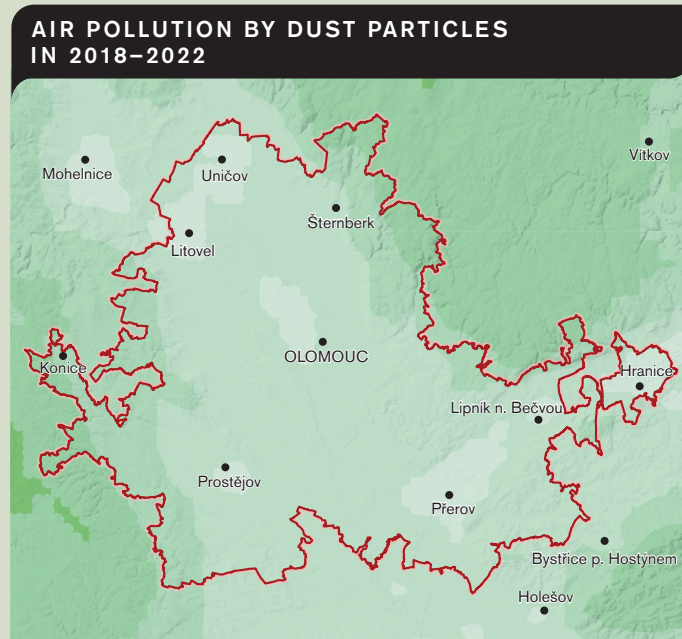 AIR POLLUTION BY DUST PARTICLES
IN 2018–2022
Vítkov
Mohelnice
Uničov
Šternberk
Litovel
OLOMOUC
Konice
Hranice
Lipník n. Bečvou
Prostějov
Přerov
Bystřice p. Hostýnem
Holešov